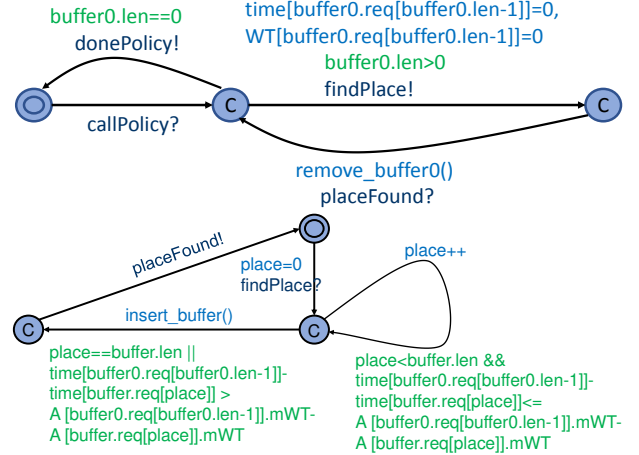 buffer0.len==0
donePolicy!
time[buffer0.req[buffer0.len-1]]=0,
WT[buffer0.req[buffer0.len-1]]=0
buffer0.len>0
findPlace!
C
C
callPolicy?
remove_buffer0()
placeFound?
placeFound!
place=0
findPlace?
place++
insert_buffer()
C
C
place==buffer.len ||
time[buffer0.req[buffer0.len-1]]-
time[buffer.req[place]] >
A [buffer0.req[buffer0.len-1]].mWT-
A [buffer.req[place]].mWT
place<buffer.len &&
time[buffer0.req[buffer0.len-1]]-
time[buffer.req[place]]<=
A [buffer0.req[buffer0.len-1]].mWT-
A [buffer.req[place]].mWT